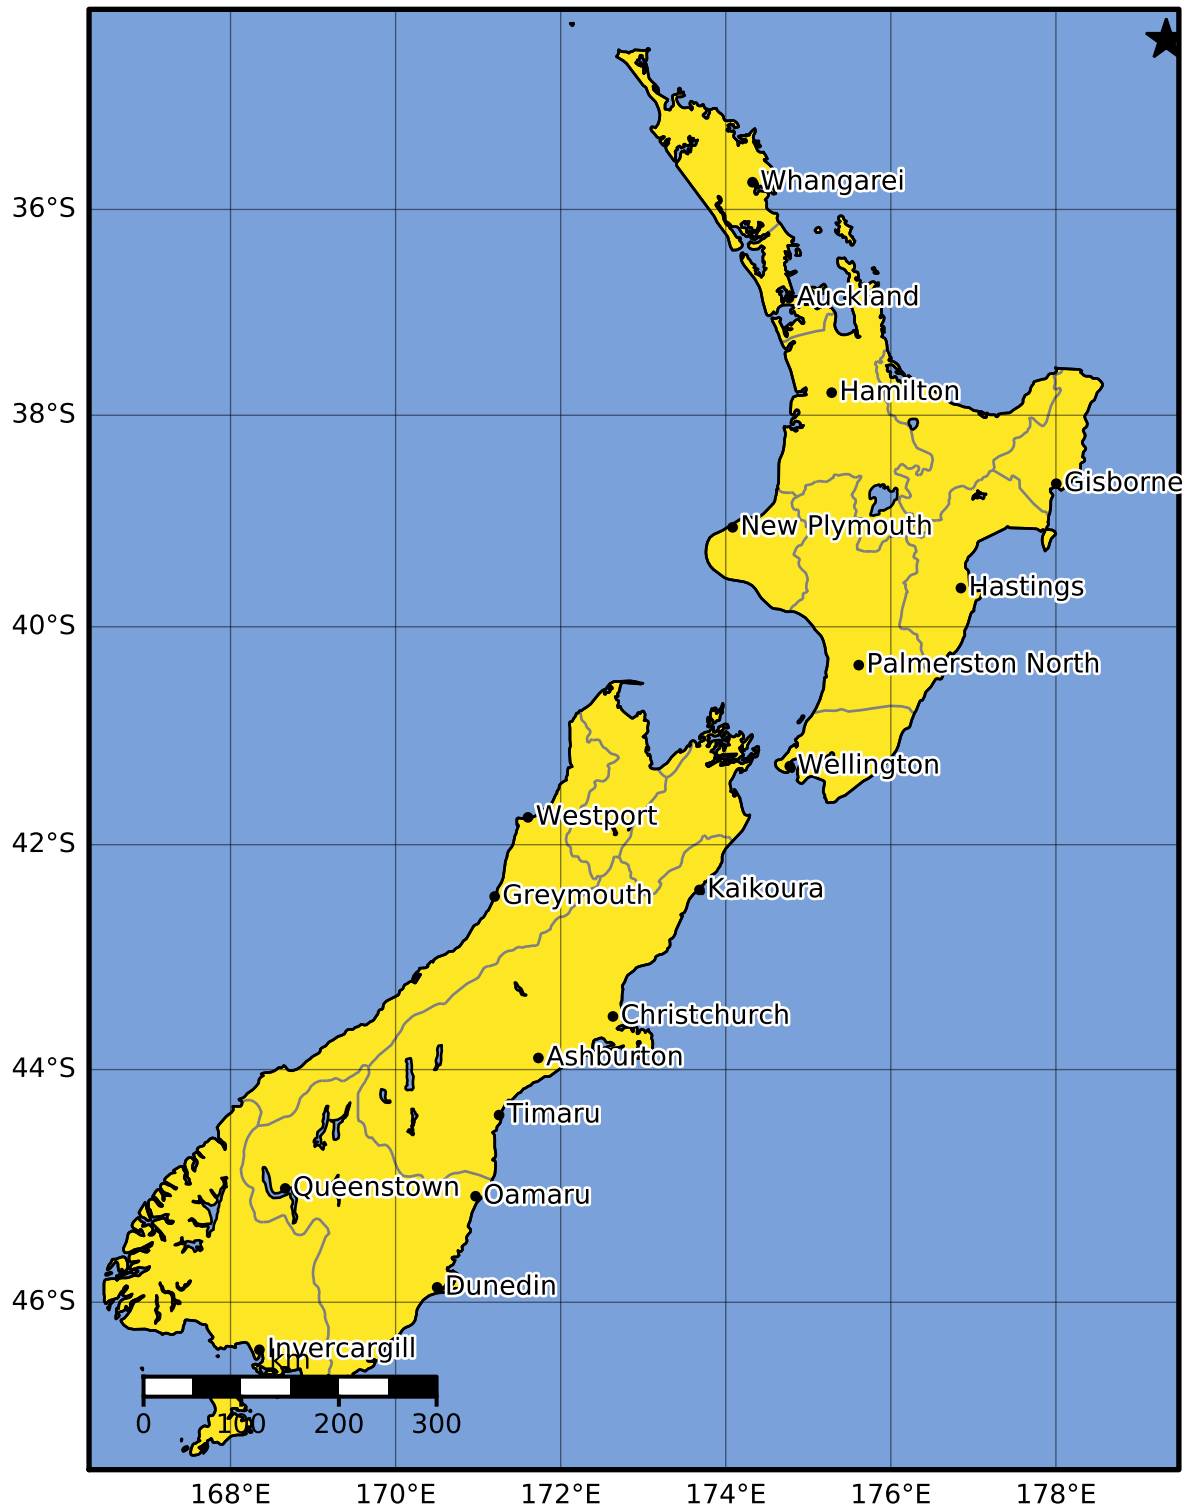 Whangarei
36°S
Auckland
Hamilton
38°S
Gisborne
New Plymouth
Hastings
40°S
Palmerston North
Wellington
Westport
42°S
Kaikoura
Greymouth
Christchurch
Ashburton
44°S
Timaru
Queenstown
Oamaru
Dunedin
46°S
Invercargill
km
0 100 200 300
168°E 170°E 172°E 174°E 176°E 178°E